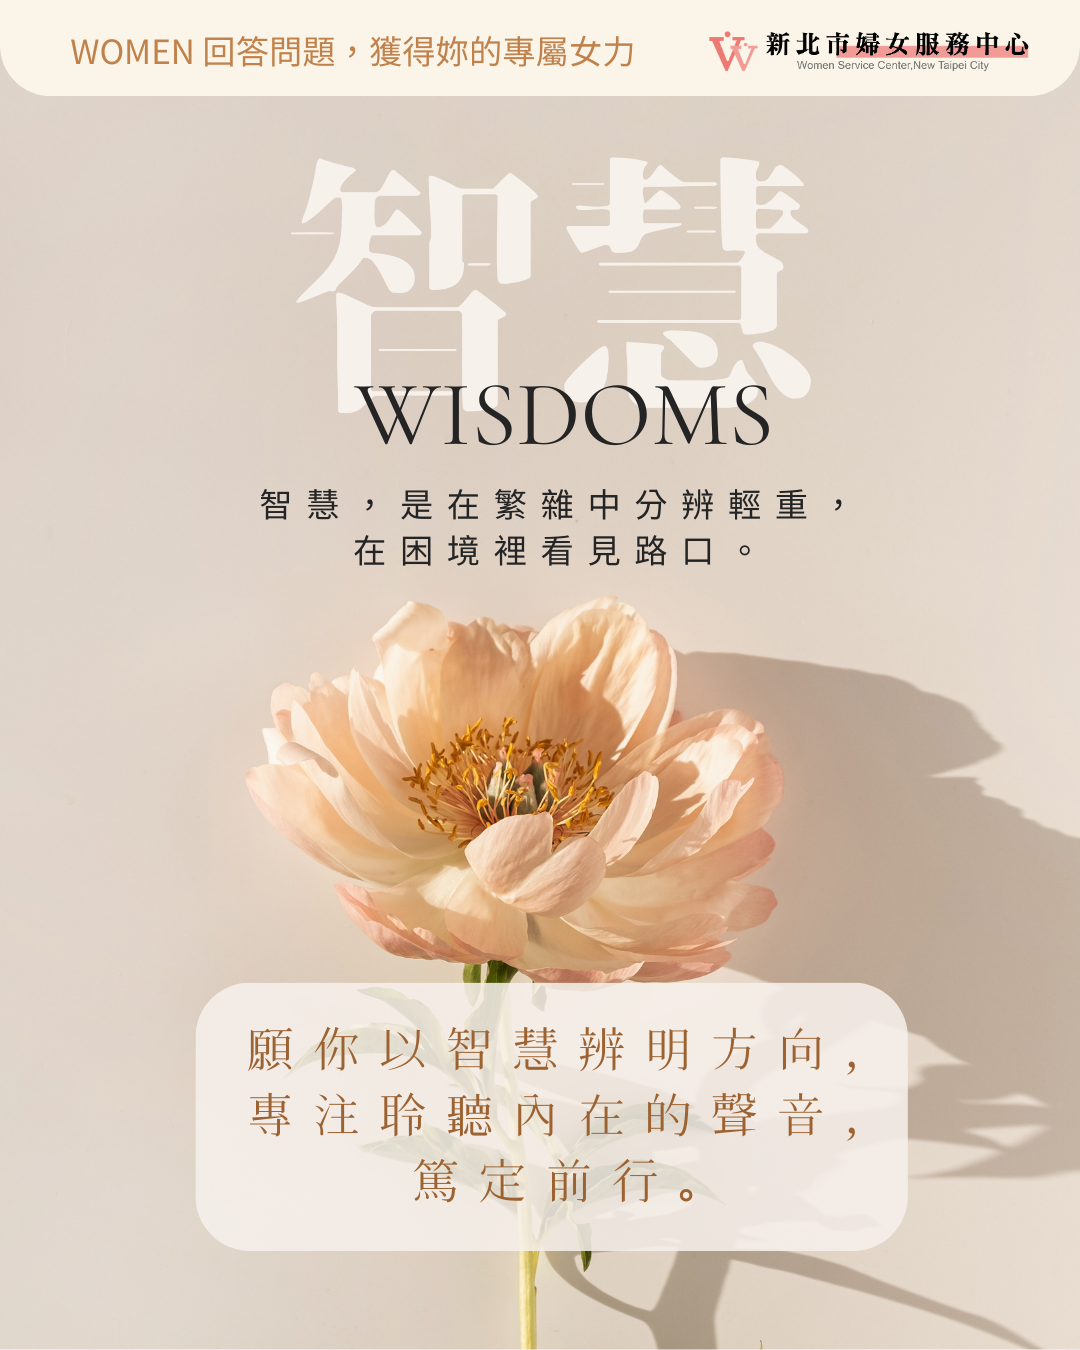 WOMEN 回答問題，獲得妳的專屬女力
新北市婦女服務中心
Women Service Center,New Taipei City
智慧
WISDOMS
智慧，是在繁雜中分辨輕重，
在困境裡看見路口。
願你以智慧辨明方向,
專注聆聽內在的聲音,
篤定前行。